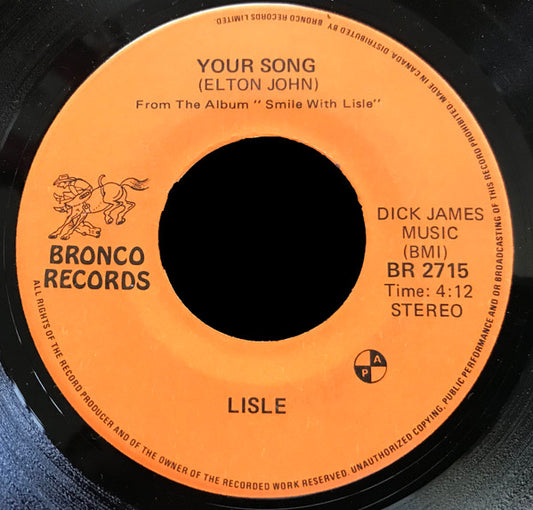 YOUR SONG
(ELTON JOHN)
From The Album "Smile With Lisle"
BRONCO
RECORDS
DICK JAMES
MUSIC
(BMI)
BR 2715
Time: 4:12
STEREO
P A
LISLE
ALL RIGHTS OF THE RECORD PRODUCER AND OF THE OWNER OF THE RECORDED WORK RESERVED. UNAUTHORIZED COPYING, PUBLIC PERFORMANCE AND/OR BROADCASTING OF THIS RECORD PROHIBITED. MADE IN CANADA DISTRIBUTED BY BRONCO RECORDS LIMITED.